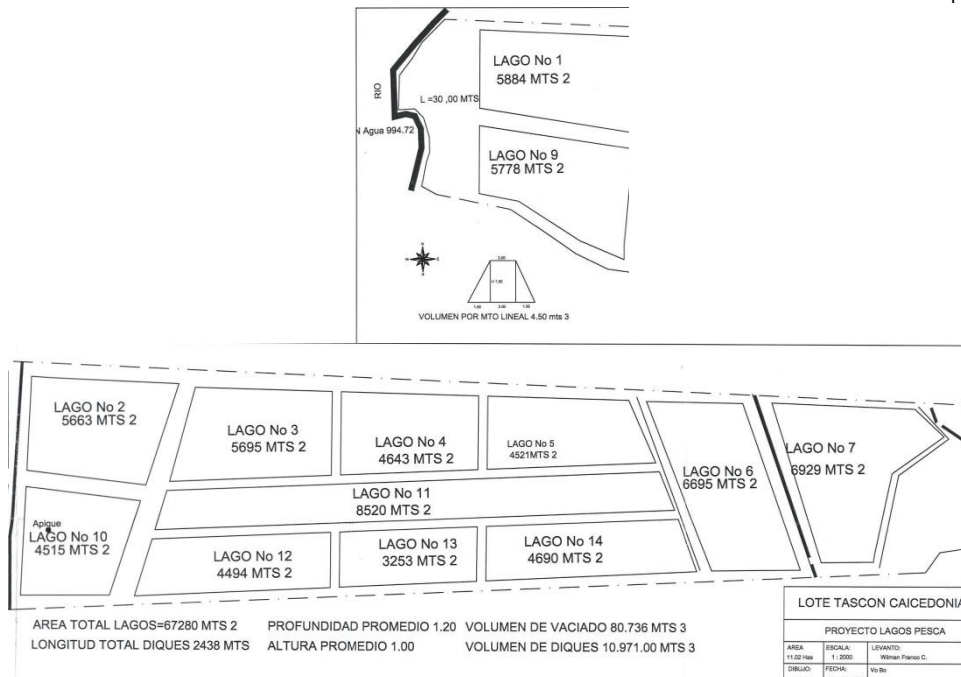 LAGO No 1
5884 MTS 2
RIO
L =30 ,00 MTS
N Agua 994.72
LAGO No 9
5778 MTS 2
VOLUMEN POR MTO LINEAL 4.50 mts 3
LAGO No 2
5663 MTS 2
LAGO No 3
5695 MTS 2
LAGO No 4
4643 MTS 2
LAGO No 5
4521MTS 2
LAGO No 6
6695 MTS 2
LAGO No 7
6929 MTS 2
LAGO No 11
8520 MTS 2
Apique
LAGO No 10
4515 MTS 2
LAGO No 12
4494 MTS 2
LAGO No 13
3253 MTS 2
LAGO No 14
4690 MTS 2
AREA TOTAL LAGOS=67280 MTS 2 PROFUNDIDAD PROMEDIO 1.20 VOLUMEN DE VACIADO 80.736 MTS 3
LONGITUD TOTAL DIQUES 2438 MTS ALTURA PROMEDIO 1.00 VOLUMEN DE DIQUES 10.971.00 MTS 3
LOTE TASCON CAICEDONIA
PROYECTO LAGOS PESCA
AREA ESCALA: LEVANTO:
11.02 Has 1 : 2000 Wilman Franco C.
DIBUJO: FECHA: Vo Bo